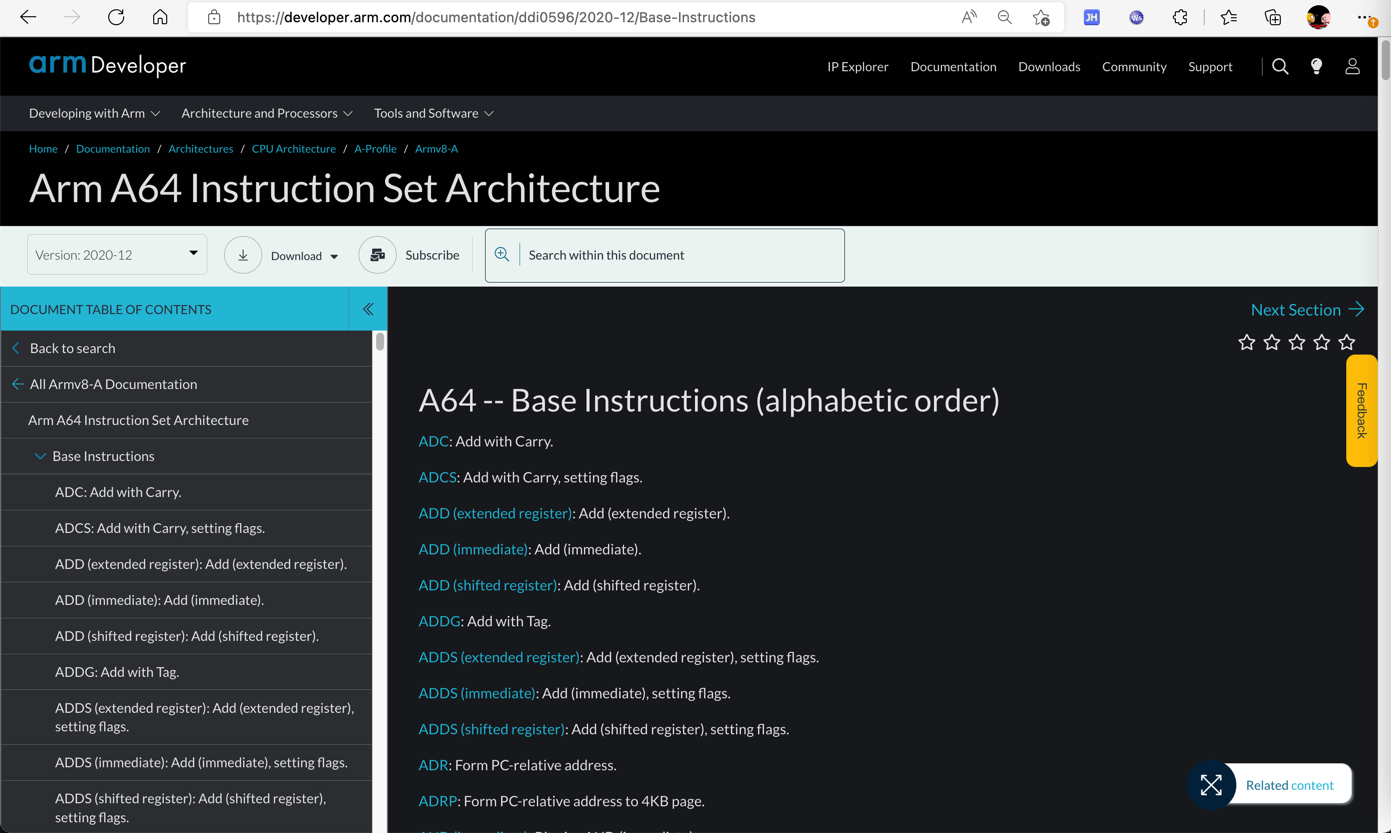 https://developer.arm.com/documentation/ddi0596/2020-12/Base-Instructions
JH
arm Developer
IP Explorer Documentation Downloads Community Support
Developing with Arm Architecture and Processors Tools and Software
Home / Documentation / Architectures / CPU Architecture / A-Profile / Armv8-A
Arm A64 Instruction Set Architecture
Version: 2020-12 Download Subscribe Search within this document
DOCUMENT TABLE OF CONTENTS
Back to search
All Armv8-A Documentation
Arm A64 Instruction Set Architecture
Base Instructions
ADC: Add with Carry.
ADCS: Add with Carry, setting flags.
ADD (extended register): Add (extended register).
ADD (immediate): Add (immediate).
ADD (shifted register): Add (shifted register).
ADDG: Add with Tag.
ADDS (extended register): Add (extended register),
setting flags.
ADDS (immediate): Add (immediate), setting flags.
ADDS (shifted register): Add (shifted register),
setting flags.
Next Section
Feedback
A64 -- Base Instructions (alphabetic order)
ADC: Add with Carry.
ADCS: Add with Carry, setting flags.
ADD (extended register): Add (extended register).
ADD (immediate): Add (immediate).
ADD (shifted register): Add (shifted register).
ADDG: Add with Tag.
ADDS (extended register): Add (extended register), setting flags.
ADDS (immediate): Add (immediate), setting flags.
ADDS (shifted register): Add (shifted register), setting flags.
ADR: Form PC-relative address.
ADRP: Form PC-relative address to 4KB page.
Related content